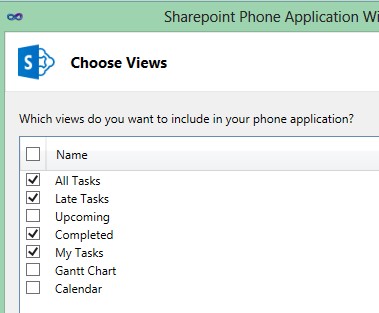 Sharepoint Phone Application Wi
S
Choose Views
Which views do you want to include in your phone application?
Name
All Tasks
Late Tasks
Upcoming
Completed
My Tasks
Gantt Chart
Calendar